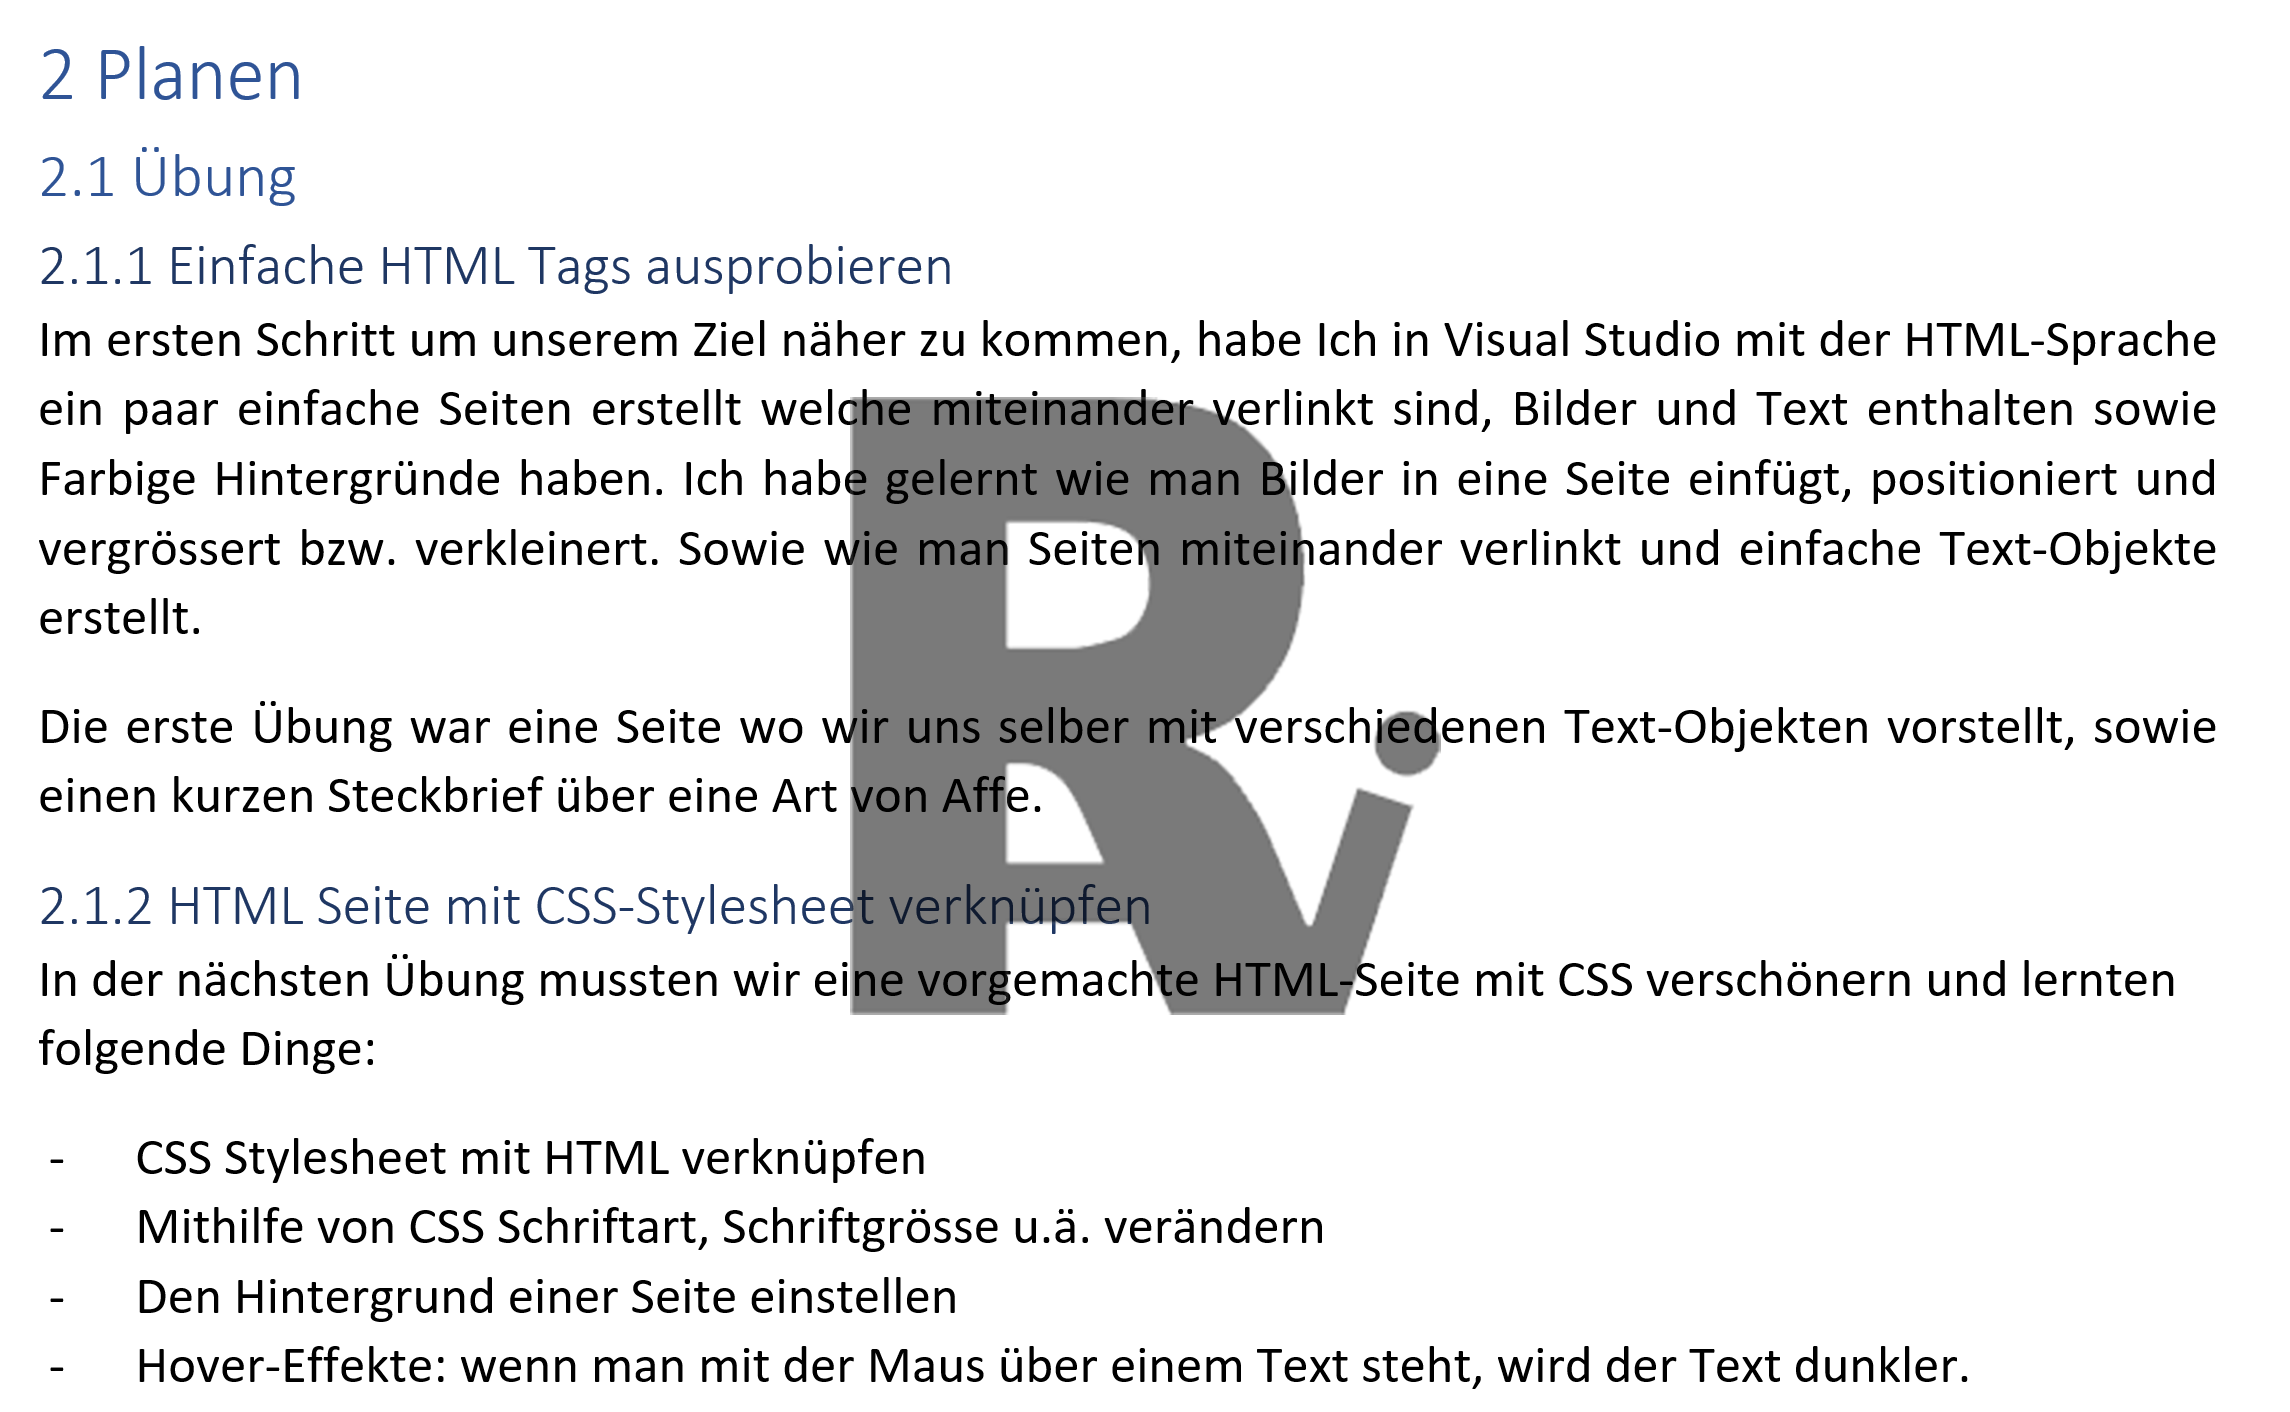 2 Planen
2.1 Übung
2.1.1 Einfache HTML Tags ausprobieren
Im ersten Schritt um unserem Ziel näher zu kommen, habe Ich in Visual Studio mit der HTML-Sprache
ein paar einfache Seiten erstellt welche miteinander verlinkt sind, Bilder und Text enthalten sowie
Farbige Hintergründe haben. Ich habe gelernt wie man Bilder in eine Seite einfügt, positioniert und
vergrössert bzw. verkleinert. Sowie wie man Seiten miteinander verlinkt und einfache Text-Objekte
erstellt.
Die erste Übung war eine Seite wo wir uns selber mit verschiedenen Text-Objekten vorstellt, sowie
einen kurzen Steckbrief über eine Art von Affe.
Ri
2.1.2 HTML Seite mit CSS-Stylesheet verknüpfen
In der nächsten Übung mussten wir eine vorgemachte HTML-Seite mit CSS verschönern und lernten
folgende Dinge:
- CSS Stylesheet mit HTML verknüpfen
- Mithilfe von CSS Schriftart, Schriftgrösse u.ä. verändern
- Den Hintergrund einer Seite einstellen
- Hover-Effekte: wenn man mit der Maus über einem Text steht, wird der Text dunkler.